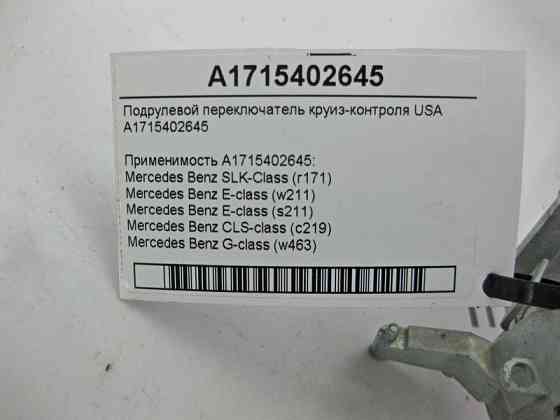 A1715402645
Подрулевой переключатель круиз-контроля USA
A1715402645
Применимость A1715402645:
Mercedes Benz SLK-Class (r171)
Mercedes Benz E-class (w211)
Mercedes Benz E-class (s211)
Mercedes Benz CLS-class (c219)
Mercedes Benz G-class (w463)